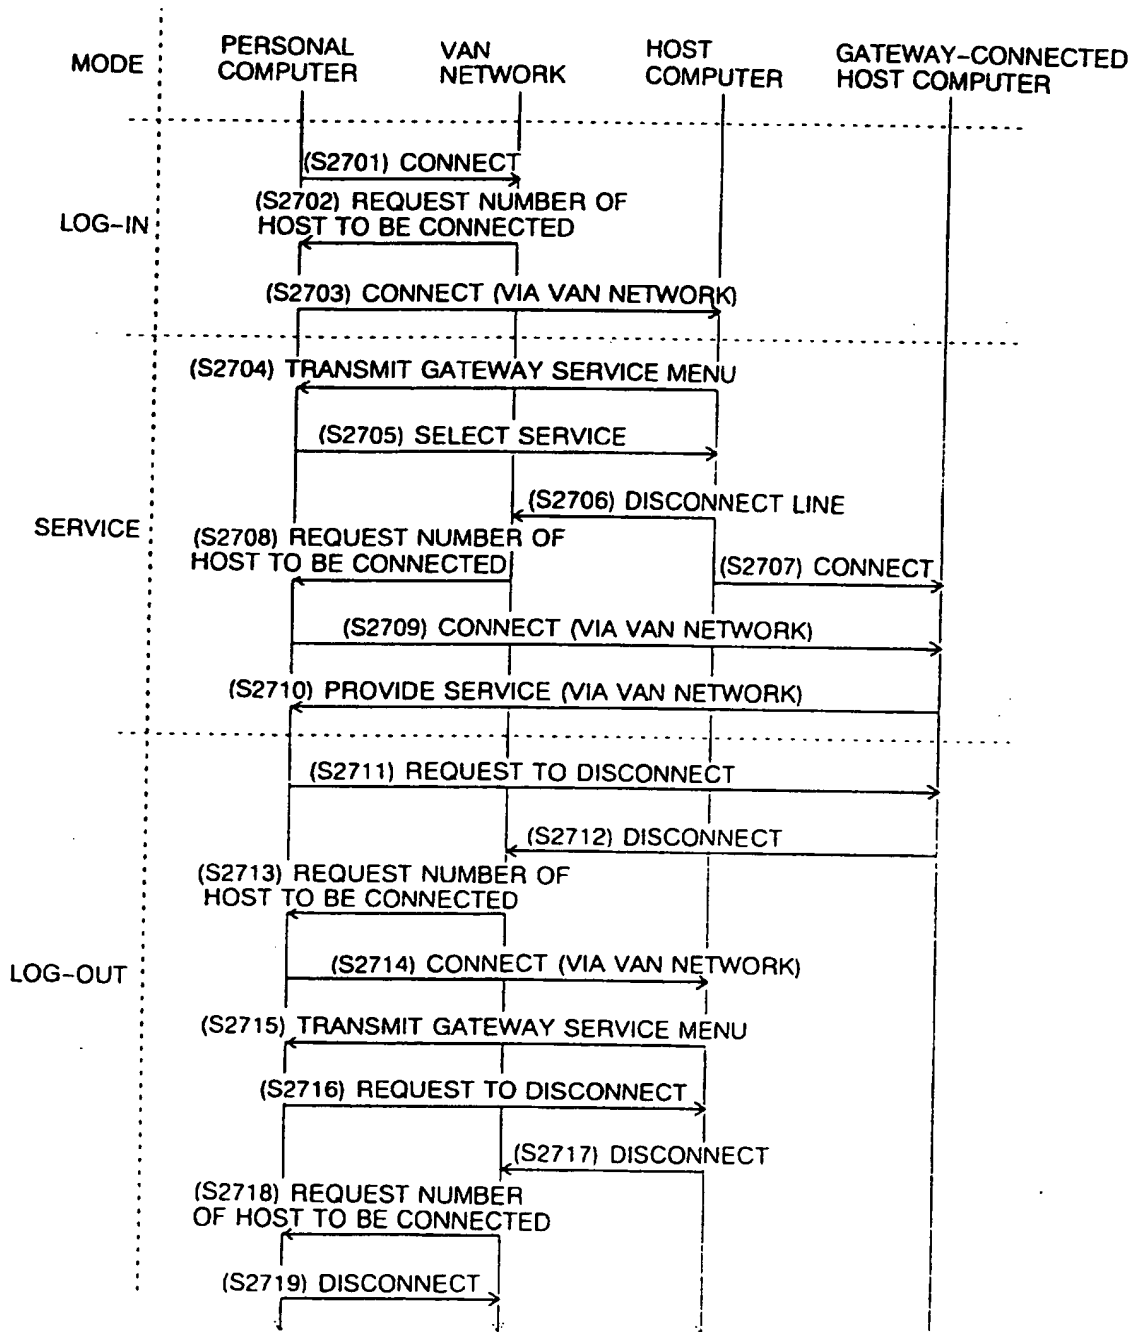 MODE
PERSONAL
COMPUTER
VAN
NETWORK
HOST
COMPUTER
GATEWAY-CONNECTED
HOST COMPUTER
LOG-IN
(S2701) CONNECT
(S2702) REQUEST NUMBER OF
HOST TO BE CONNECTED
(S2703) CONNECT (VIA VAN NETWORK)
SERVICE
(S2704) TRANSMIT GATEWAY SERVICE MENU
(S2705) SELECT SERVICE
(S2706) DISCONNECT LINE
(S2708) REQUEST NUMBER OF
HOST TO BE CONNECTED
(S2707) CONNECT
(S2709) CONNECT (VIA VAN NETWORK)
(S2710) PROVIDE SERVICE (VIA VAN NETWORK)
LOG-OUT
(S2711) REQUEST TO DISCONNECT
(S2712) DISCONNECT
(S2713) REQUEST NUMBER OF
HOST TO BE CONNECTED
(S2714) CONNECT (VIA VAN NETWORK)
(S2715) TRANSMIT GATEWAY SERVICE MENU
(S2716) REQUEST TO DISCONNECT
(S2717) DISCONNECT
(S2718) REQUEST NUMBER
OF HOST TO BE CONNECTED
(S2719) DISCONNECT